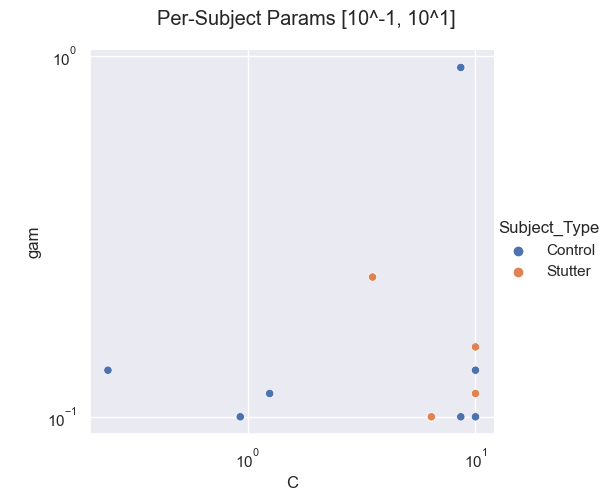 Per-Subject Params [10^-1, 10^1]
10⁰
gam
10⁻¹
10⁰
10¹
C
Subject_Type
Control
Stutter